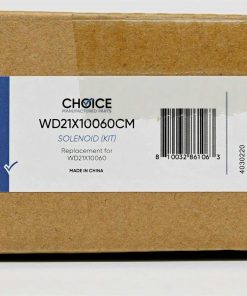 CHOICE
MANUFACTURED PARTS
WD21X10060CM
SOLENOID (KIT)
Replacement for
WD21X10060
MADE IN CHINA
8 10032 86106 3
4030220